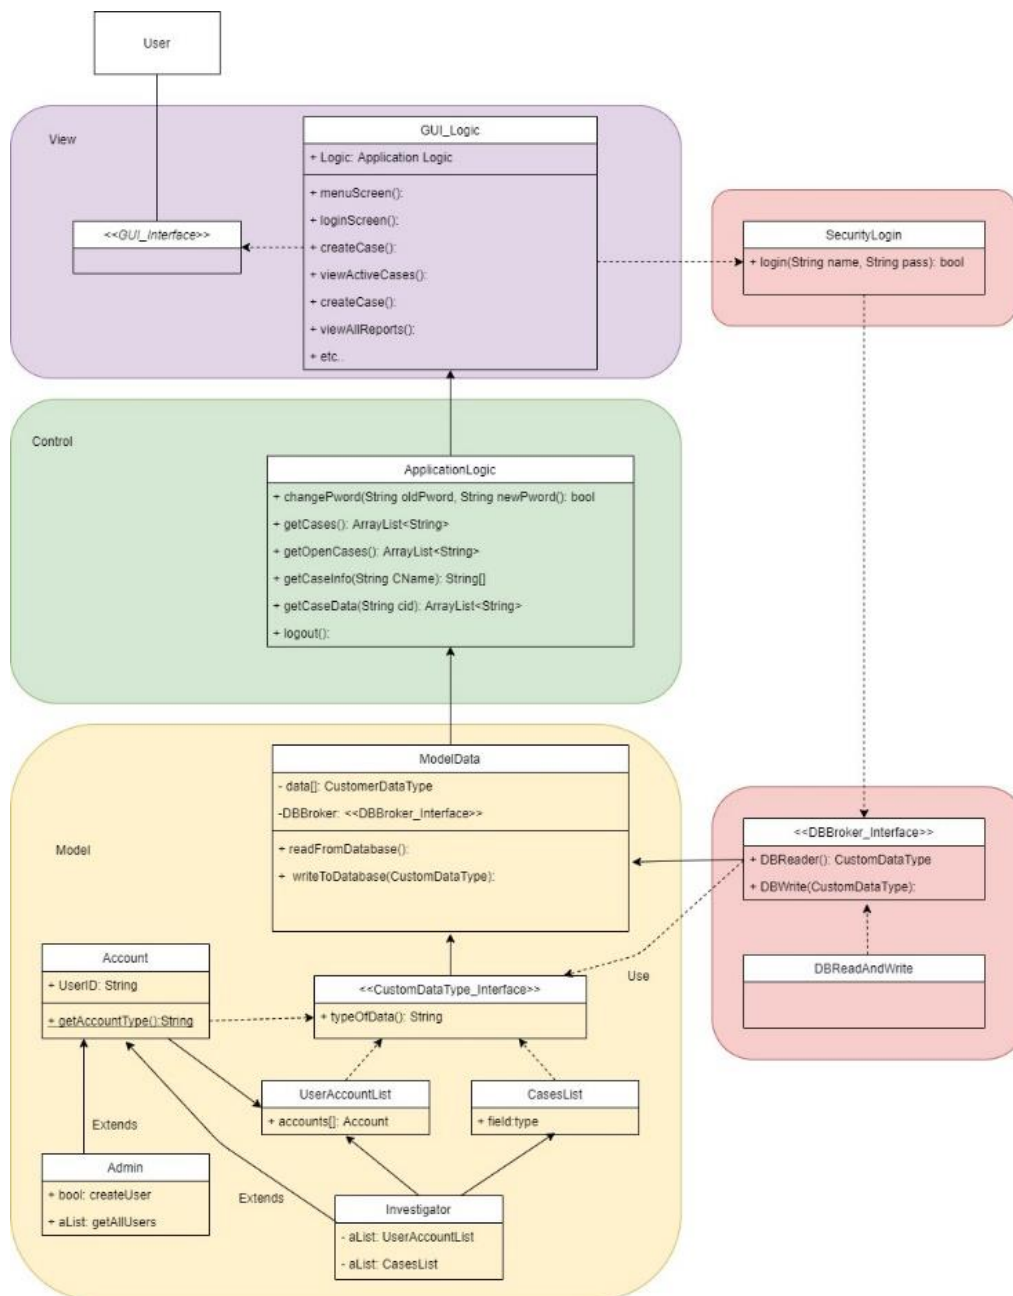 User
View
GUI_Logic
+ Logic: Application Logic
+ menuScreen():
+ loginScreen():
+ createCase():
+ viewActiveCases():
+ createCase():
+ viewAllReports():
+ etc..
<<GUI_Interface>>
SecurityLogin
+ login(String name, String pass): bool
Control
ApplicationLogic
+ changePword(String oldPword, String newPword(): bool
+ getCases(): ArrayList<String>
+ getOpenCases(): ArrayList<String>
+ getCaseInfo(String CName): String[]
+ getCaseData(String cid): ArrayList<String>
+ logout():
Model
ModelData
- data[]: CustomerDataType
-DBBroker: <<DBBroker_Interface>>
+ readFromDatabase():
+ writeToDatabase(CustomDataType):
<<DBBroker_Interface>>
+ DBReader(): CustomDataType
+ DBWrite(CustomDataType):
DBReadAndWrite
Use
Account
+ UserID: String
+ getAccountType():String
<<CustomDataType_Interface>>
+ typeOfData(): String
UserAccountList
+ accounts[]: Account
CasesList
+ field:type
Extends
Admin
+ bool: createUser
+ aList: getAllUsers
Extends
Investigator
- aList: UserAccountList
- aList: CasesList